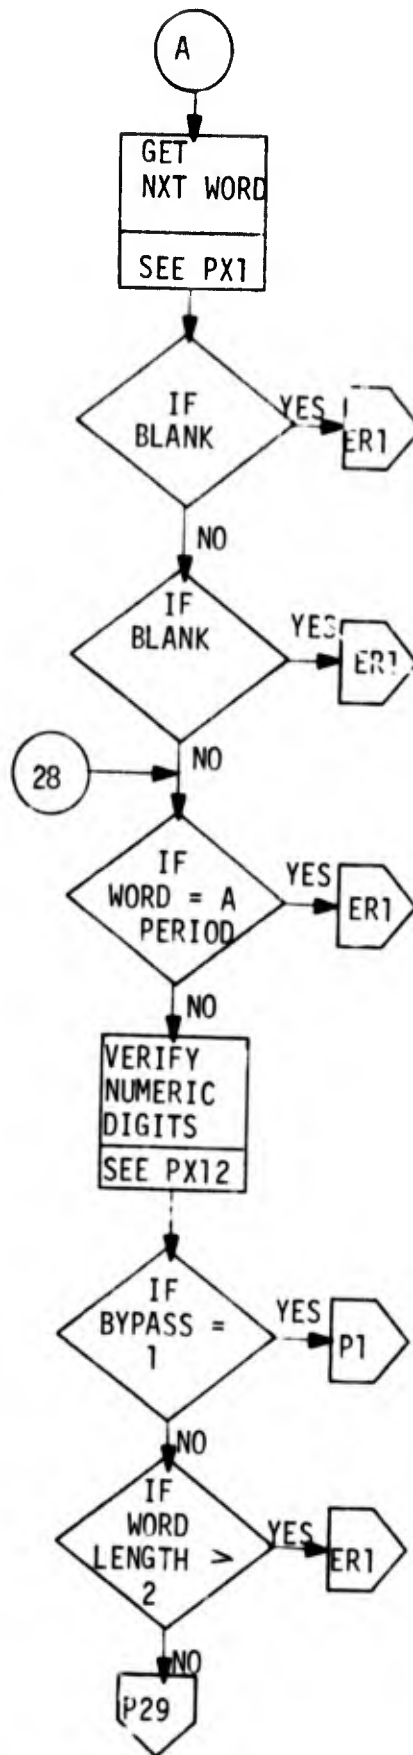 A
GET
NXT WORD
SEE PX1
IF
BLANK
YES
ER1
NO
IF
BLANK
YES
ER1
NO
28
IF
WORD = A
PERIOD
YES
ER1
NO
VERIFY
NUMERIC
DIGITS
SEE PX12
IF
BYPASS =
1
YES
P1
NO
IF
WORD
LENGTH >
2
YES
ER1
NO
P29